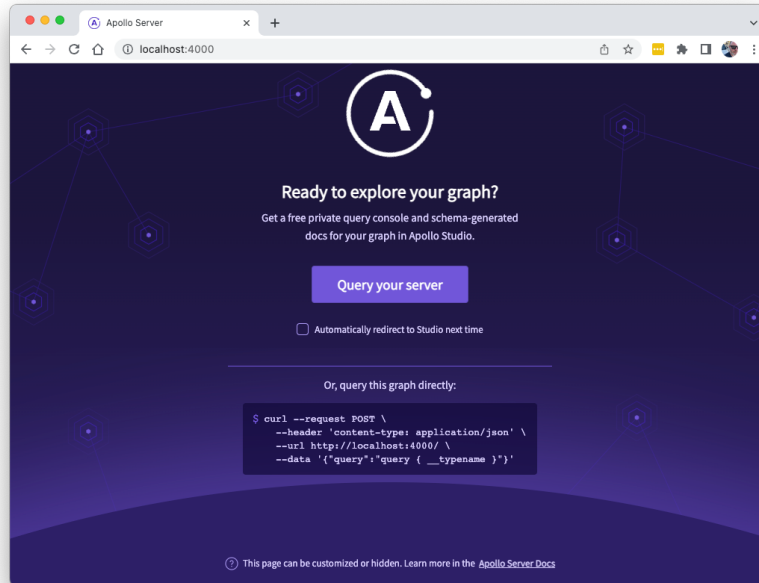 Apollo Server
localhost:4000
A
Ready to explore your graph?
Get a free private query console and schema-generated
docs for your graph in Apollo Studio.
Query your server
Automatically redirect to Studio next time
Or, query this graph directly:
$ curl --request POST \
--header 'content-type: application/json' \
--url http://localhost:4000/ \
--data '{"query":"query { __typename }"}'
? This page can be customized or hidden. Learn more in the Apollo Server Docs